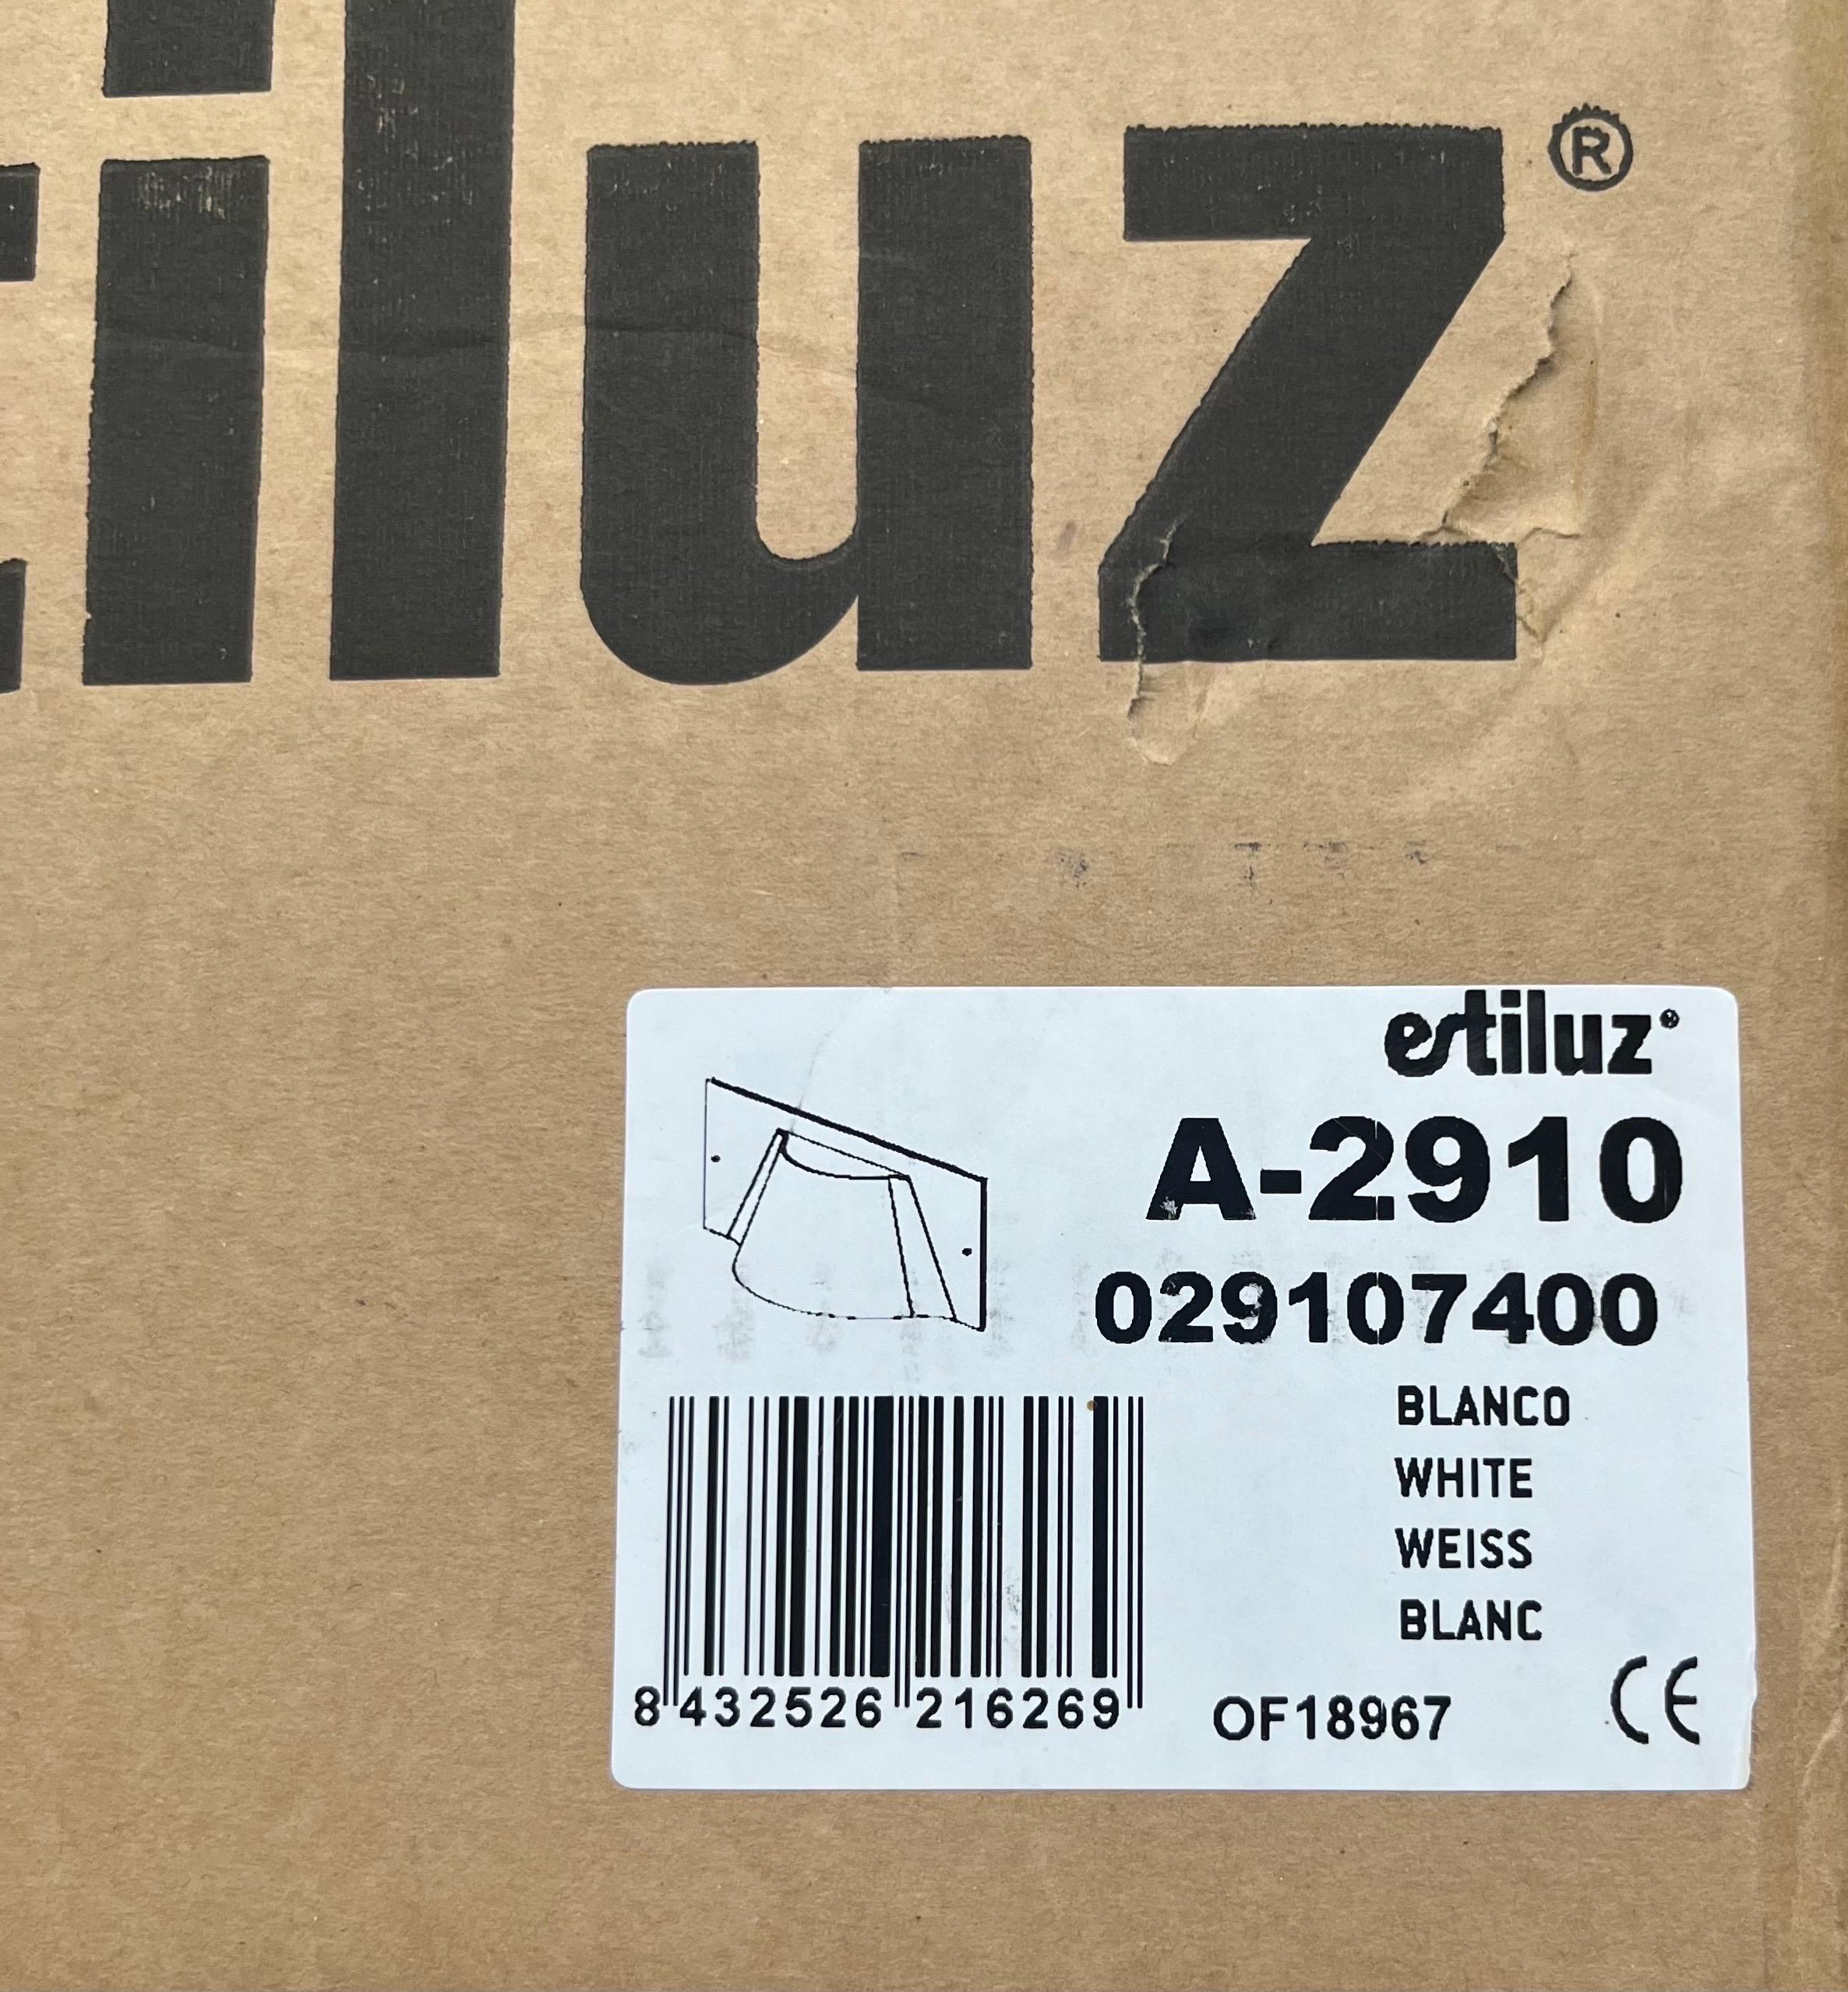 tiluz®
estiluz®
A-2910
029107400
BLANCO
WHITE
WEISS
BLANC
8 432526 216269
OF18967
CE